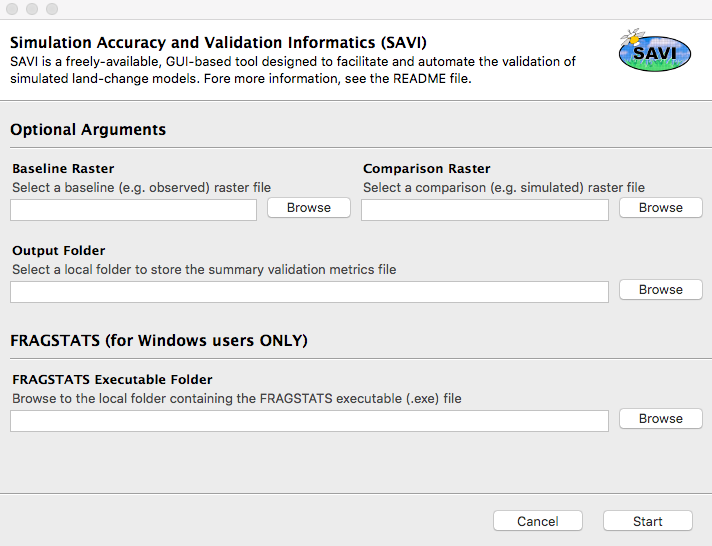 Simulation Accuracy and Validation Informatics (SAVI)
SAVI is a freely-available, GUI-based tool designed to facilitate and automate the validation of
simulated land-change models. Fore more information, see the README file.
SAVI
Optional Arguments
Baseline Raster
Select a baseline (e.g. observed) raster file
Browse
Comparison Raster
Select a comparison (e.g. simulated) raster file
Browse
Output Folder
Select a local folder to store the summary validation metrics file
Browse
FRAGSTATS (for Windows users ONLY)
FRAGSTATS Executable Folder
Browse to the local folder containing the FRAGSTATS executable (.exe) file
Browse
Cancel
Start